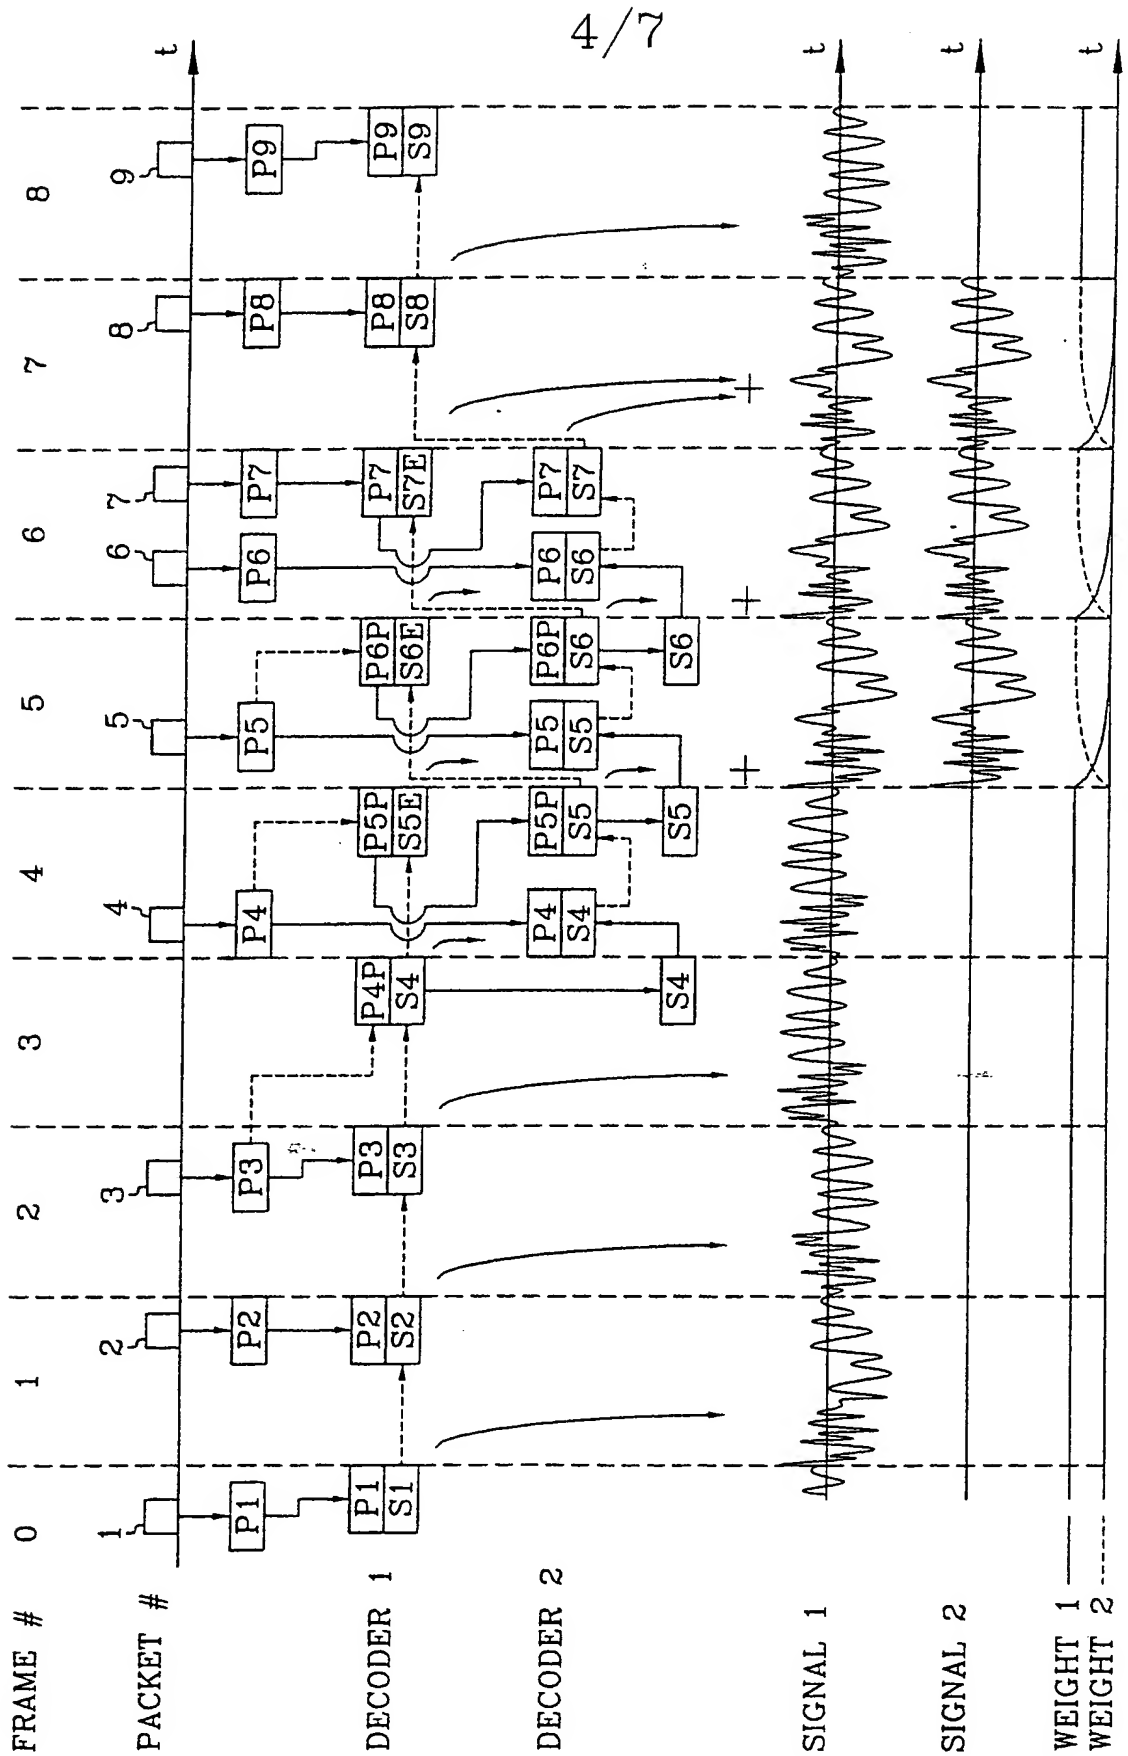 4/7
FRAME # 0 1 2 3 4 5 6 7 8
PACKET # 1 2 3 4 5 6 7 8 9 t
P1 P2 P3 P4 P5 P6 P7 P8 P9
DECODER 1
P1 P2 P3 P4P P5P P6P P7 P8 P9
S1 S2 S3 S4 S5E S6E S7E S8 S9
DECODER 2
P4 P5P P5 P6P P6 P7
S4 S5 S5 S6 S6 S7
S4 S5 S6
+ + +
SIGNAL 1 t
SIGNAL 2 t
WEIGHT 1
WEIGHT 2 t